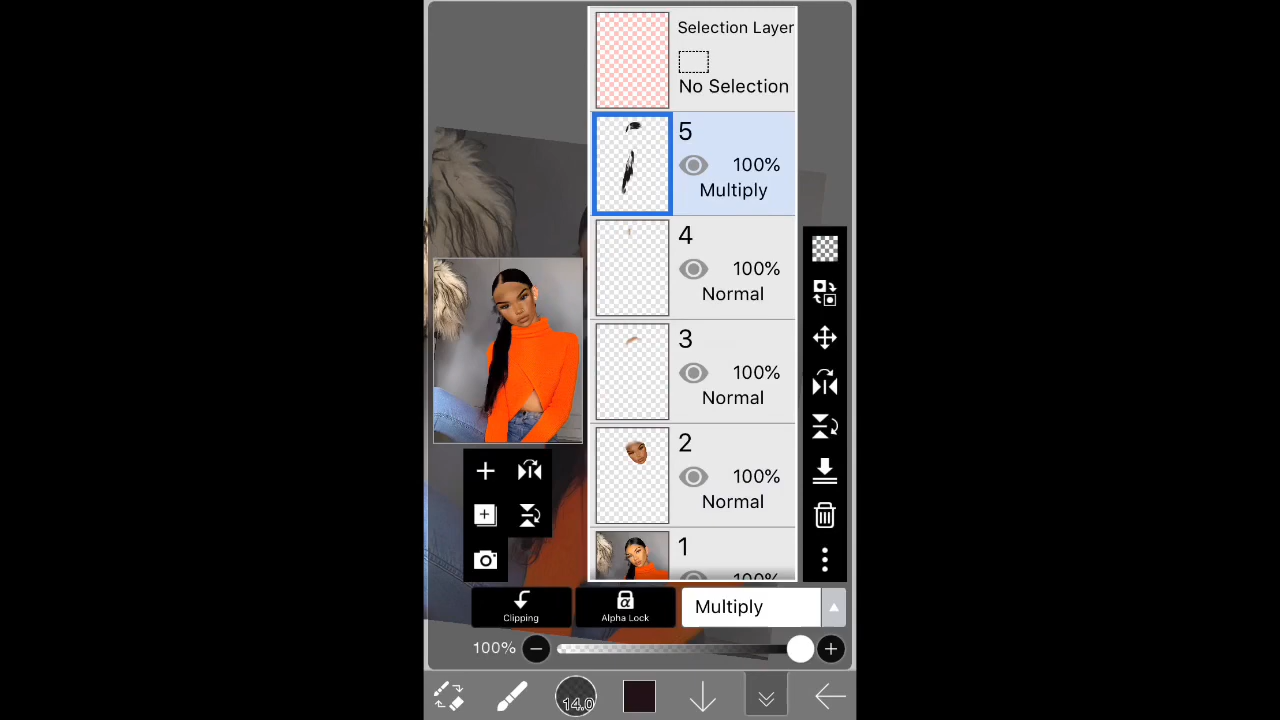 Selection Layer
No Selection
5
100%
Multiply
4
100%
Normal
3
100%
Normal
2
100%
Normal
1
100%
Clipping
α
Alpha Lock
Multiply
100%
14.0